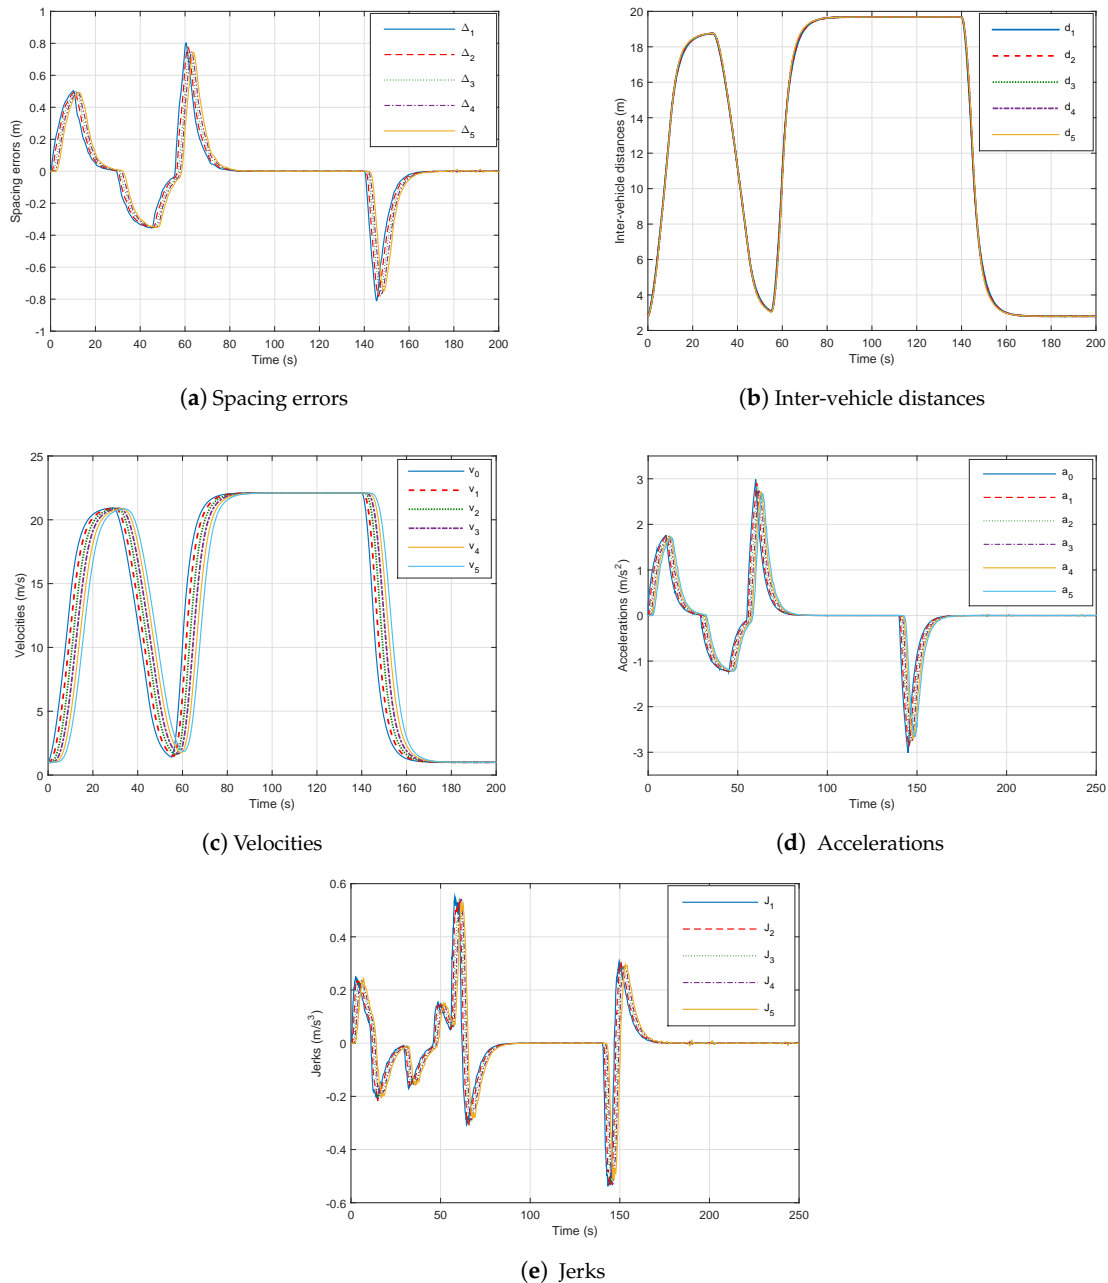 1
0.8
0.6
0.4
0.2
0
-0.2
-0.4
-0.6
-0.8
-1
Spacing errors (m)
0 20 40 60 80 100 120 140 160 180 200
Time (s)
Δ1
Δ2
Δ3
Δ4
Δ5
(a) Spacing errors
20
18
16
14
12
10
8
6
4
2
Inter-vehicle distances (m)
0 20 40 60 80 100 120 140 160 180 200
Time (s)
d1
d2
d3
d4
d5
(b) Inter-vehicle distances
25
20
15
10
5
0
Velocities (m/s)
0 20 40 60 80 100 120 140 160 180 200
Time (s)
v0
v1
v2
v3
v4
v5
(c) Velocities
3
2
1
0
-1
-2
-3
Accelerations (m/s²)
0 50 100 150 200 250
Time (s)
a0
a1
a2
a3
a4
a5
(d) Accelerations
0.6
0.4
0.2
0
-0.2
-0.4
-0.6
Jerks (m/s³)
0 50 100 150 200 250
Time (s)
J1
J2
J3
J4
J5
(e) Jerks